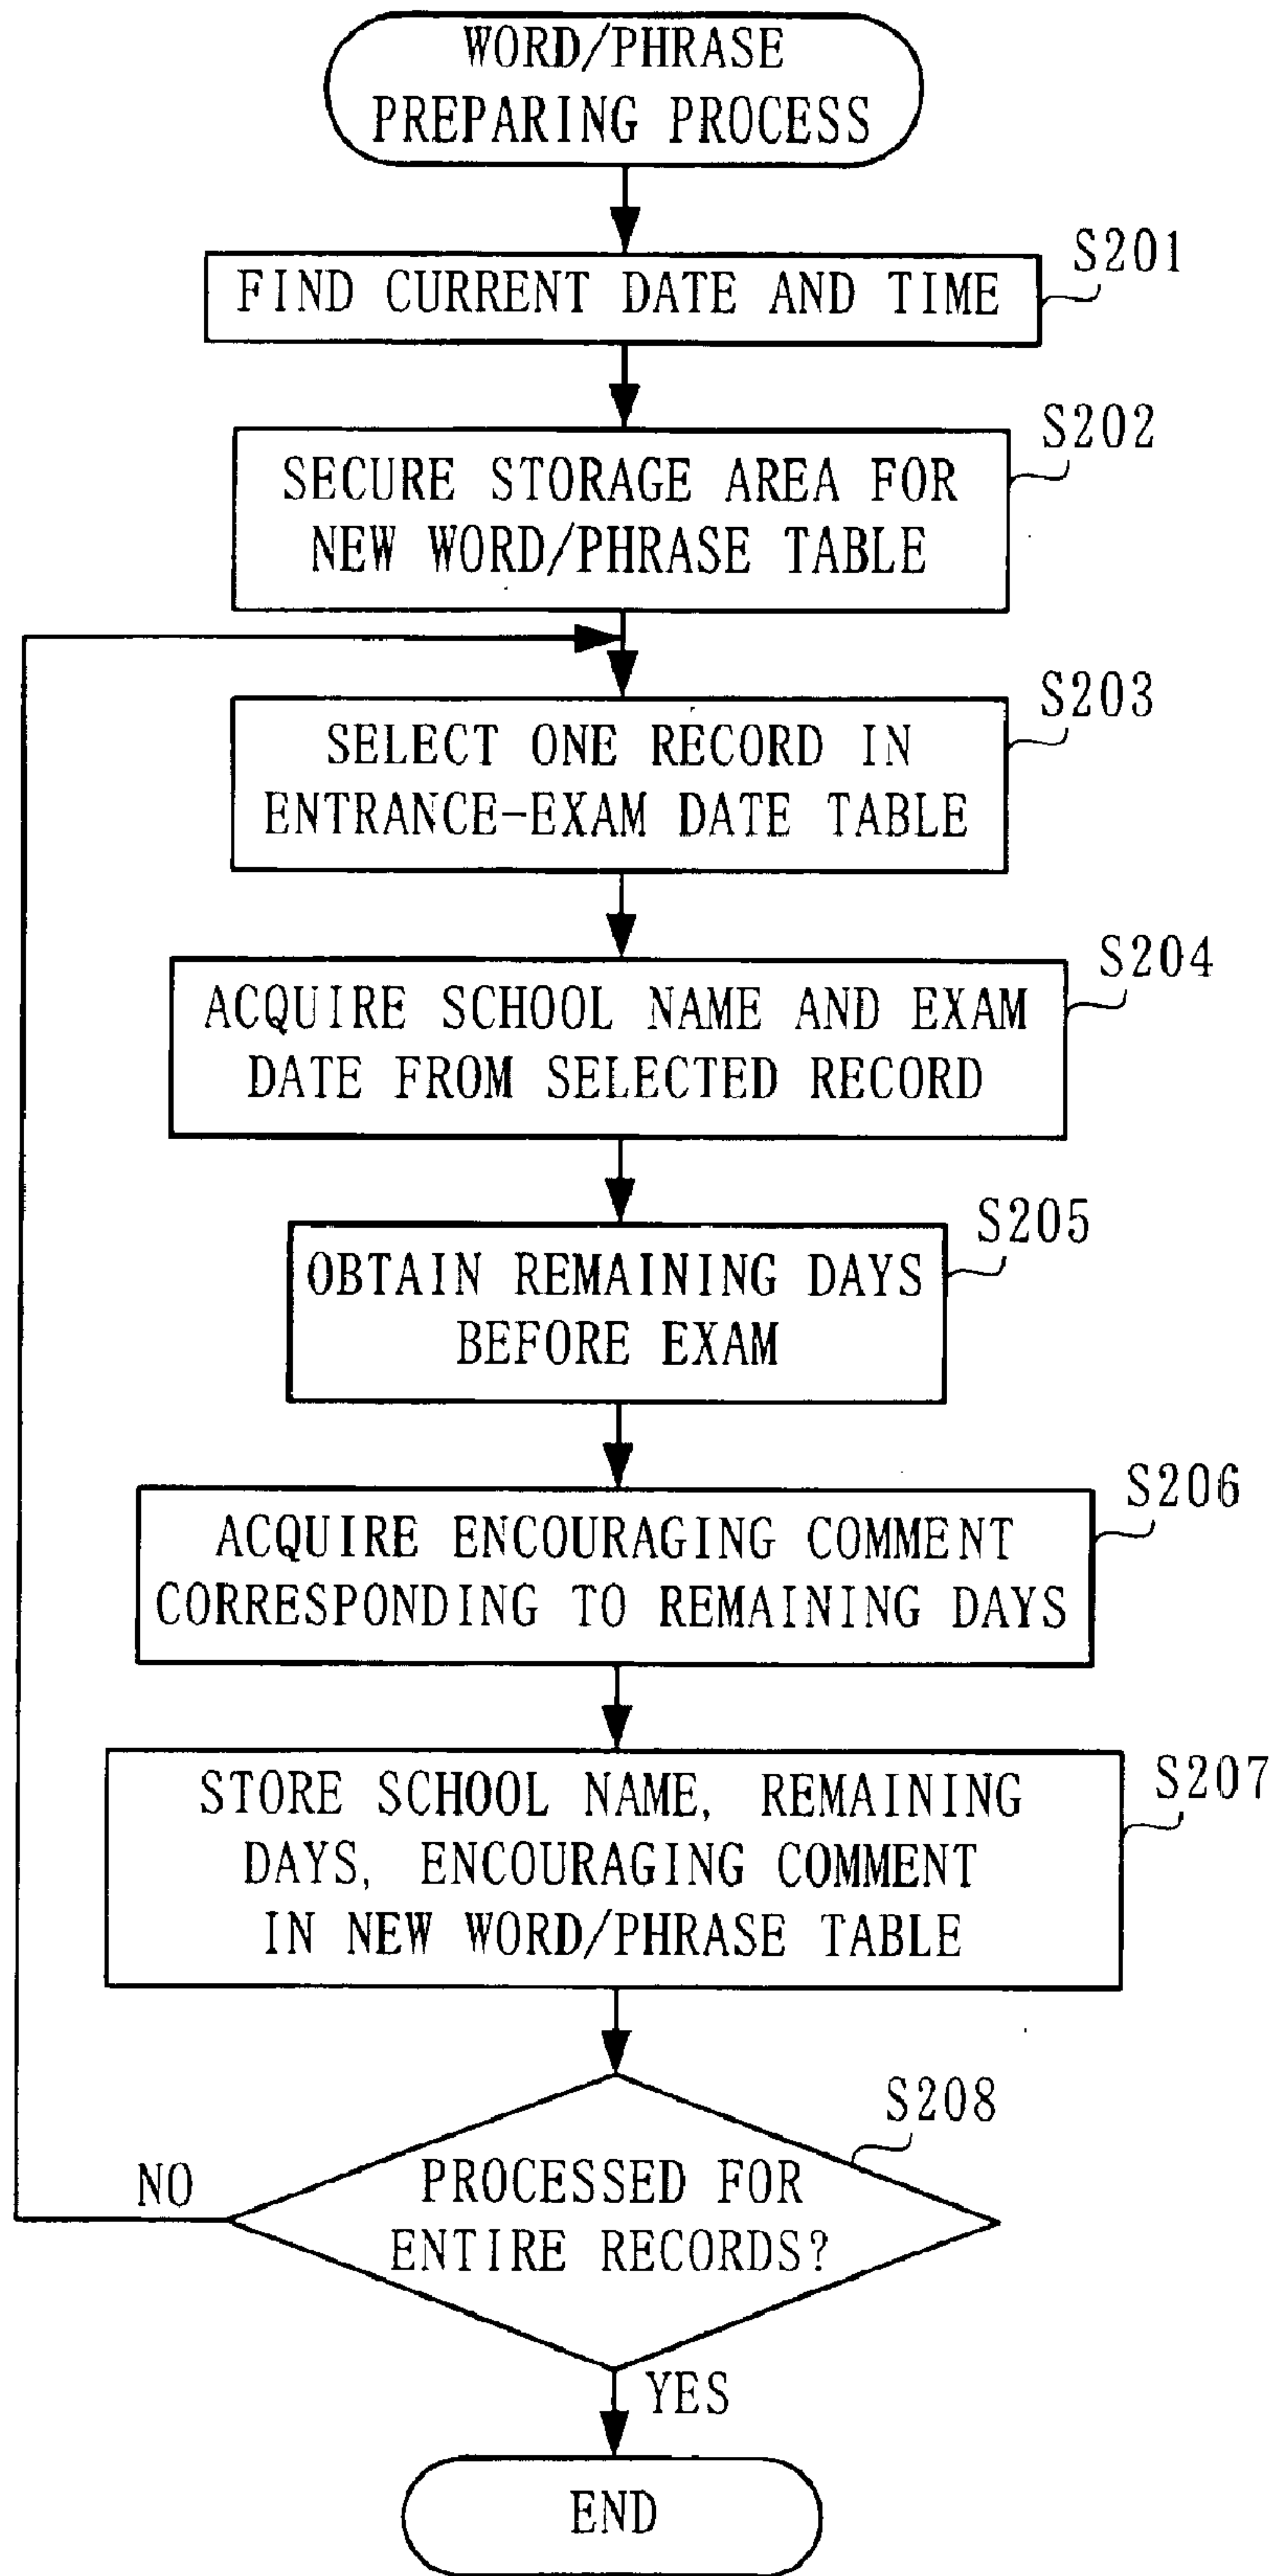 WORD/PHRASE
PREPARING PROCESS
S201
FIND CURRENT DATE AND TIME
S202
SECURE STORAGE AREA FOR
NEW WORD/PHRASE TABLE
S203
SELECT ONE RECORD IN
ENTRANCE-EXAM DATE TABLE
S204
ACQUIRE SCHOOL NAME AND EXAM
DATE FROM SELECTED RECORD
S205
OBTAIN REMAINING DAYS
BEFORE EXAM
S206
ACQUIRE ENCOURAGING COMMENT
CORRESPONDING TO REMAINING DAYS
S207
STORE SCHOOL NAME, REMAINING
DAYS, ENCOURAGING COMMENT
IN NEW WORD/PHRASE TABLE
S208
NO
PROCESSED FOR
ENTIRE RECORDS?
YES
END